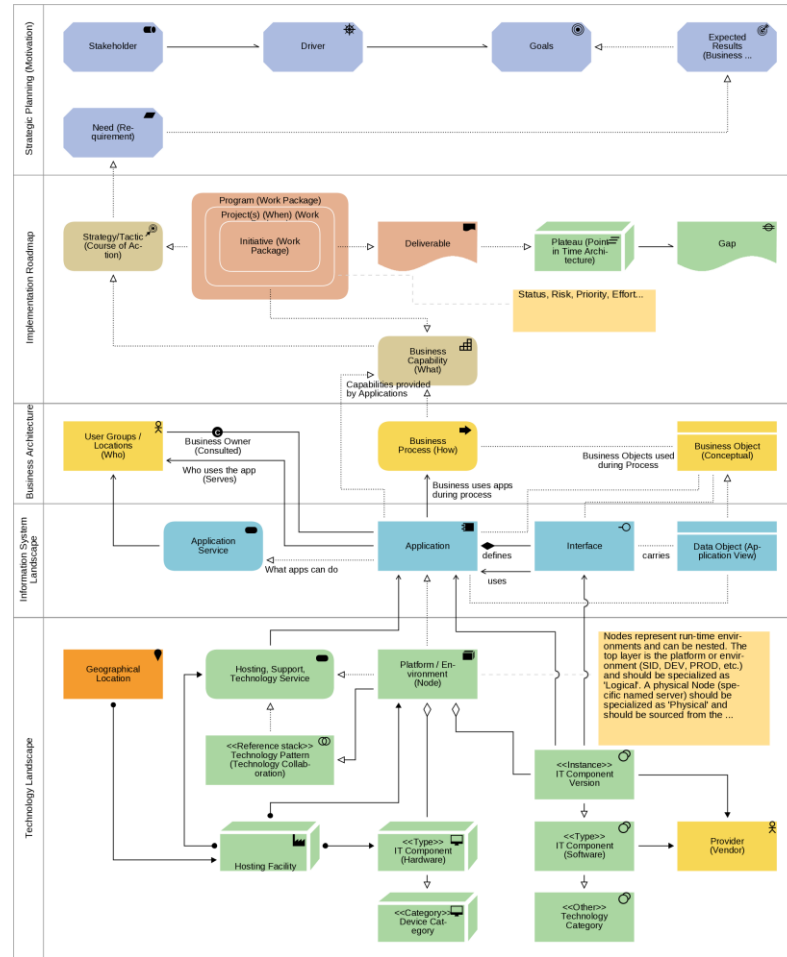 Strategic Planning (Motivation)
Stakeholder
Driver
Goals
Expected
Results
(Business ...
Need (Re-
quirement)
Implementation Roadmap
Program (Work Package)
Project(s) (When) (Work
Initiative (Work
Package)
Strategy/Tactic
(Course of Ac-
tion)
Deliverable
Plateau (Point
in Time Archi-
tecture)
Gap
Status, Risk, Priority, Effort...
Business
Capability
(What)
Capabilities provided
by Applications
Business Architecture
User Groups /
Locations
(Who)
C
Business Owner
(Consulted)
Who uses the app
(Serves)
Business
Process (How)
Business Objects used
during Process
Business Object
(Conceptual)
Business uses apps
during process
Information System
Landscape
Application
Service
What apps can do
Application
defines
uses
Interface
carries
Data Object (Ap-
plication View)
Technology Landscape
Geographical
Location
Hosting, Support,
Technology Service
Platform / En-
vironment
(Node)
Nodes represent run-time envi-
ronments and can be nested. The
top layer is the platform or envi-
ronment (SID, DEV, PROD, etc.)
and should be specialized as
'Logical'. A physical Node (spe-
cific named server) should be
specialized as 'Physical' and
should be sourced from the ...
<<Reference stack>>
Technology Pattern
(Technology Collab-
oration)
<<Instance>>
IT Component
Version
Hosting Facility
<<Type>>
IT Component
(Hardware)
<<Type>>
IT Component
(Software)
Provider
(Vendor)
<<Category>>
Device Cat-
egory
<<Other>>
Technology
Category